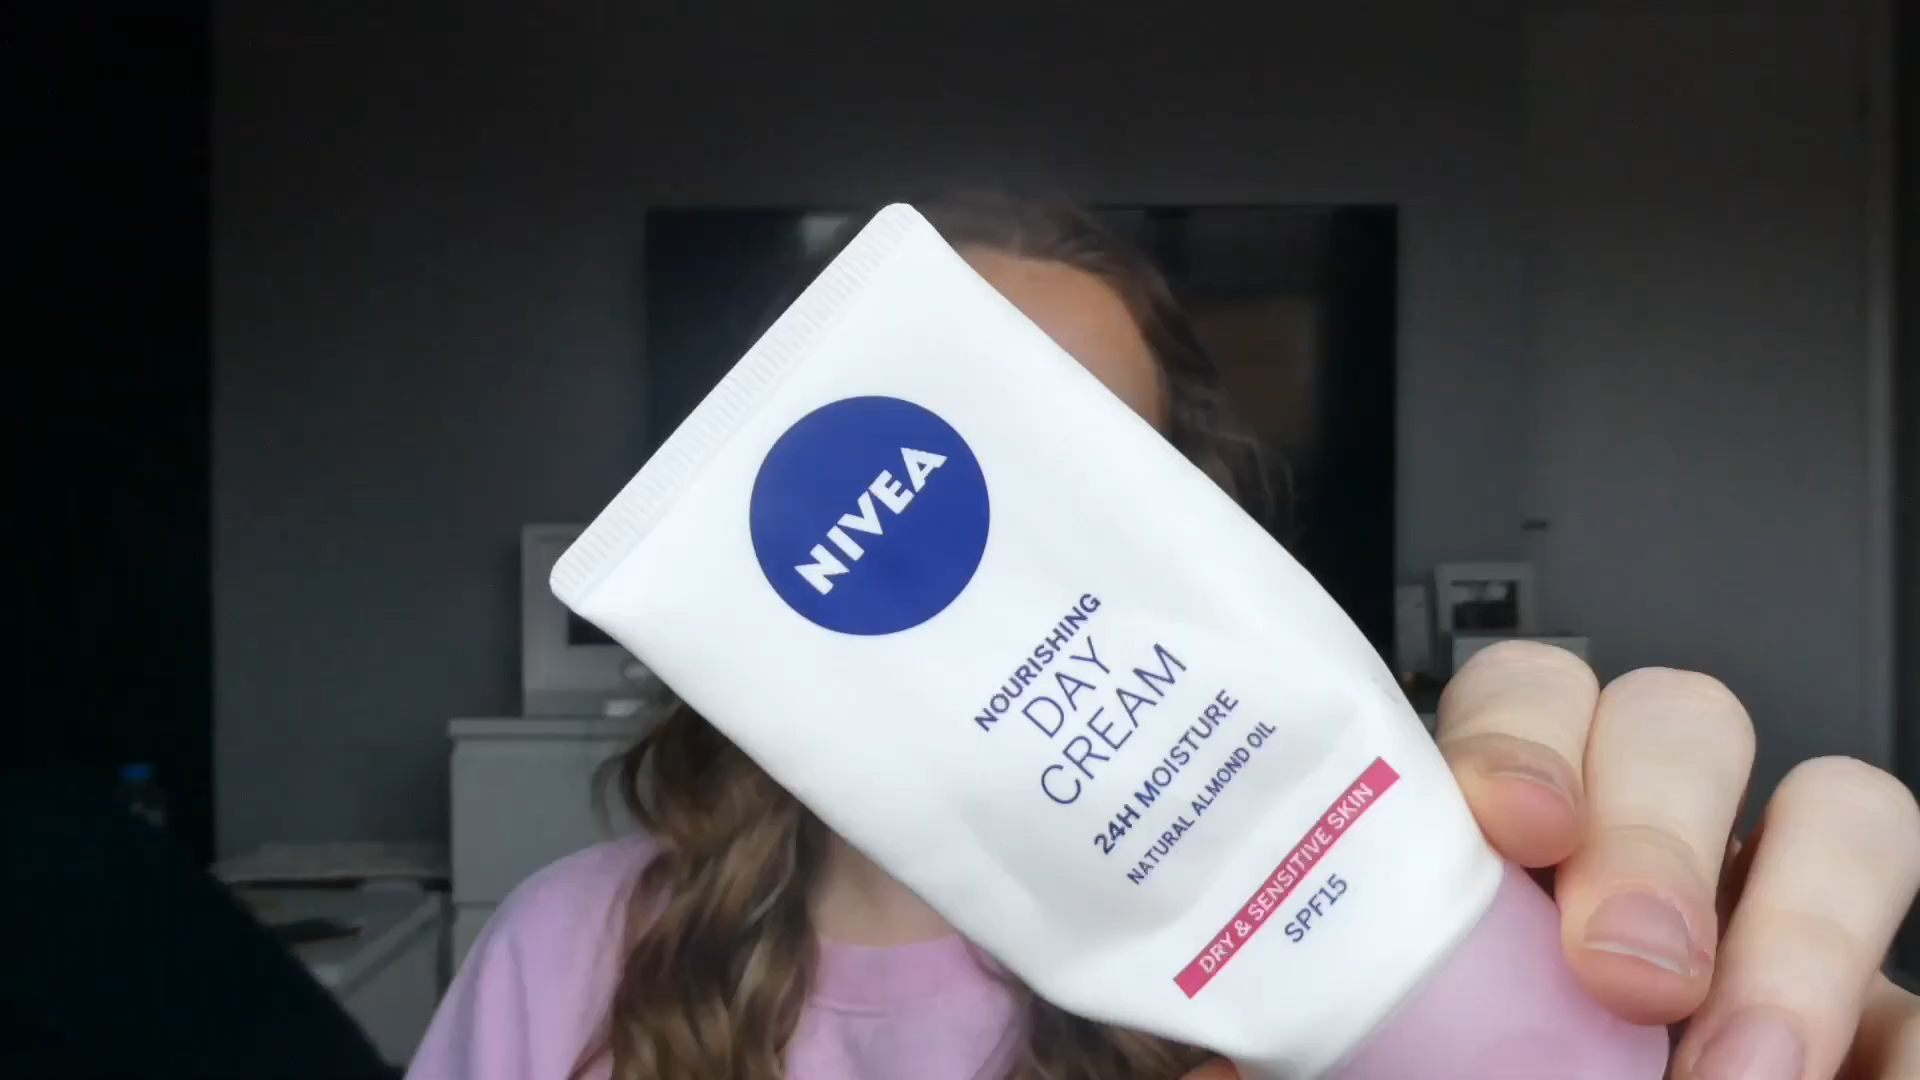 NIVEA
NOURISHING
DAY
CREAM
24H MOISTURE
NATURAL ALMOND OIL
DRY & SENSITIVE SKIN
SPF15